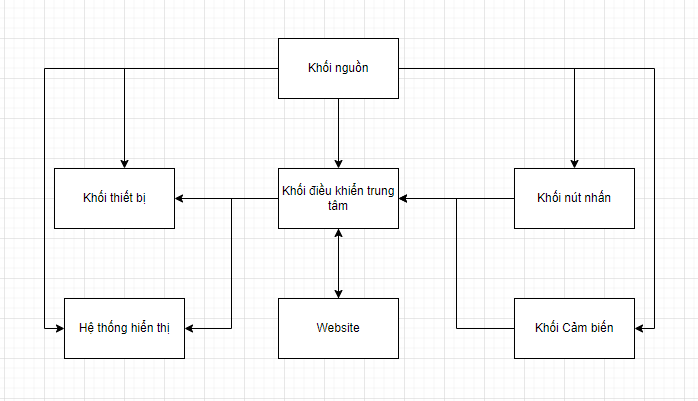 Khối nguồn
Khối thiết bị
Khối điều khiển trung
tâm
Khối nút nhấn
Hệ thống hiển thị
Website
Khối Cảm biến